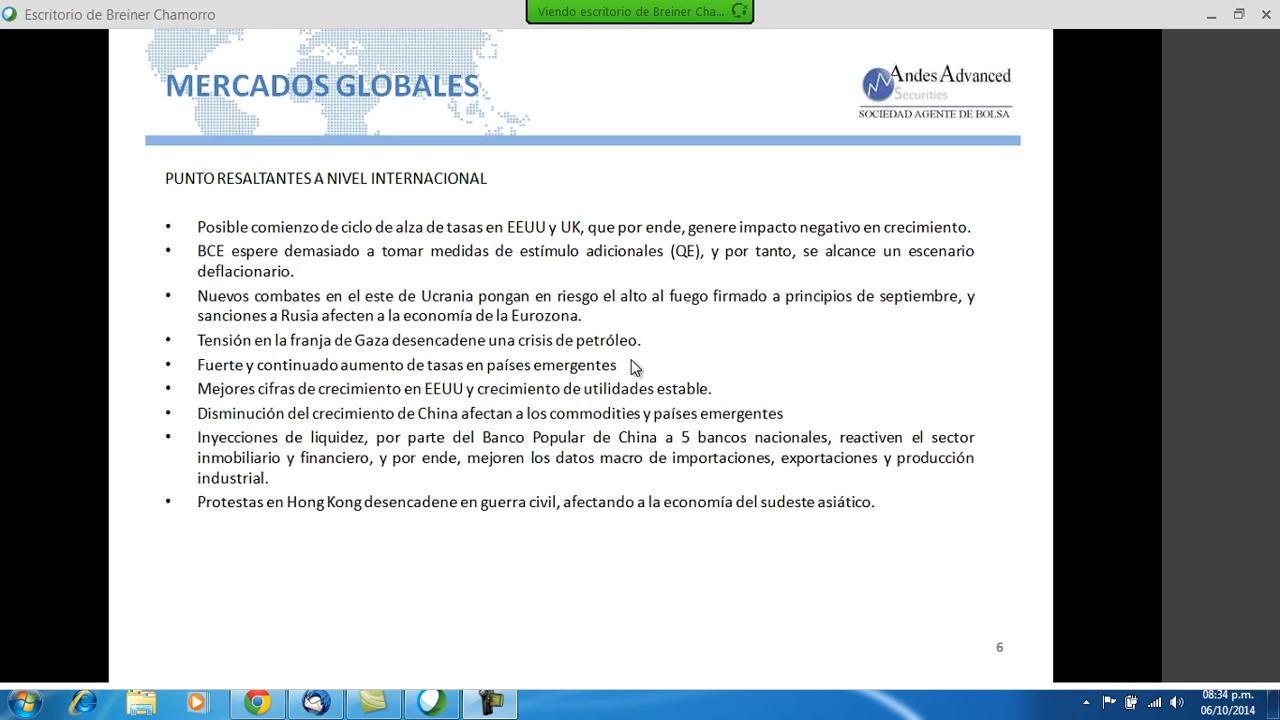 Escritorio de Breiner Chamorro
Viendo escritorio de Breiner Cha...
MERCADOS GLOBALES
Andes Advanced
Securities
SOCIEDAD AGENTE DE BOLSA
PUNTO RESALTANTES A NIVEL INTERNACIONAL
• Posible comienzo de ciclo de alza de tasas en EEUU y UK, que por ende, genere impacto negativo en crecimiento.
• BCE espere demasiado a tomar medidas de estímulo adicionales (QE), y por tanto, se alcance un escenario
deflacionario.
• Nuevos combates en el este de Ucrania pongan en riesgo el alto al fuego firmado a principios de septiembre, y
sanciones a Rusia afecten a la economía de la Eurozona.
• Tensión en la franja de Gaza desencadene una crisis de petróleo.
• Fuerte y continuado aumento de tasas en países emergentes
• Mejores cifras de crecimiento en EEUU y crecimiento de utilidades estable.
• Disminución del crecimiento de China afectan a los commodities y países emergentes
• Inyecciones de liquidez, por parte del Banco Popular de China a 5 bancos nacionales, reactiven el sector
inmobiliario y financiero, y por ende, mejoren los datos macro de importaciones, exportaciones y producción
industrial.
• Protestas en Hong Kong desencadene en guerra civil, afectando a la economía del sudeste asiático.
6
08:34 p.m.
06/10/2014